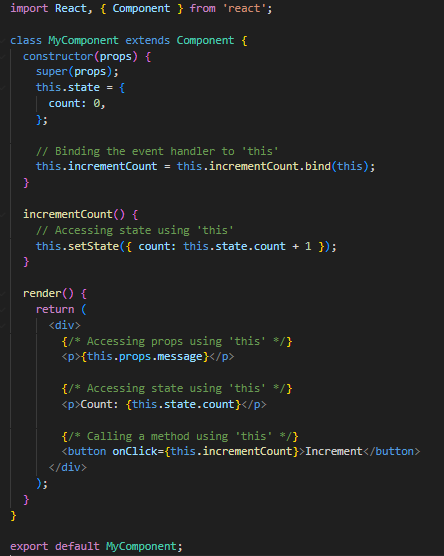 import React, { Component } from 'react';
class MyComponent extends Component {
constructor(props) {
super(props);
this.state = {
count: 0,
};
// Binding the event handler to 'this'
this.incrementCount = this.incrementCount.bind(this);
}
incrementCount() {
// Accessing state using 'this'
this.setState({ count: this.state.count + 1 });
}
render() {
return (
<div>
{/* Accessing props using 'this' */}
<p>{this.props.message}</p>
{/* Accessing state using 'this' */}
<p>Count: {this.state.count}</p>
{/* Calling a method using 'this' */}
<button onClick={this.incrementCount}>Increment</button>
</div>
);
}
}
export default MyComponent;